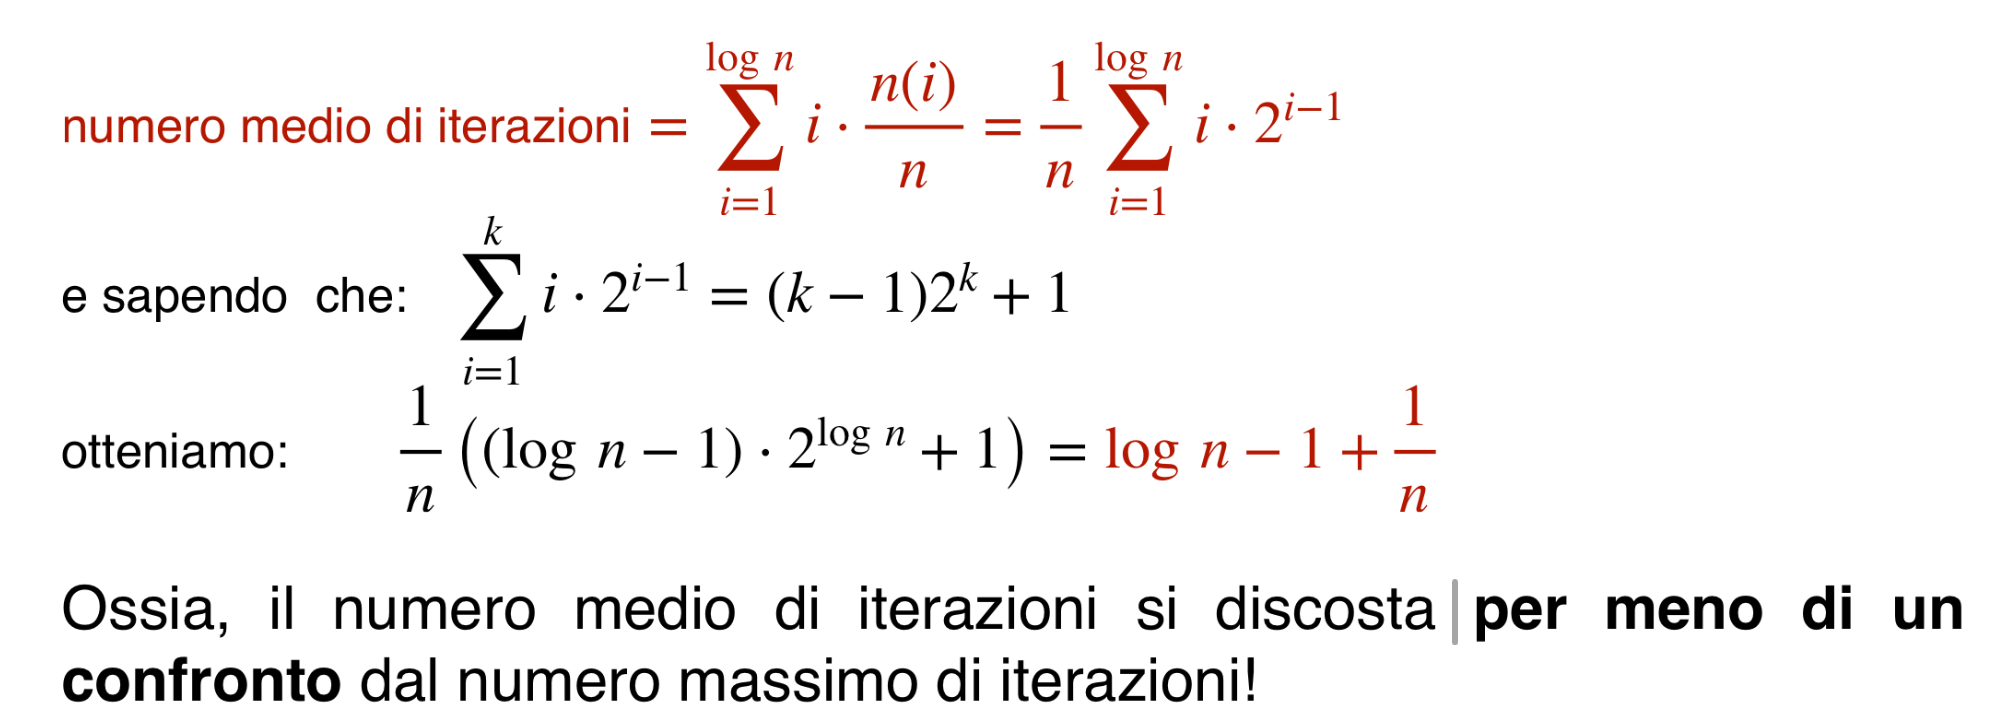 numero medio di iterazioni = \sum_{i=1}^{\log n} i \cdot \frac{n(i)}{n} = \frac{1}{n} \sum_{i=1}^{\log n} i \cdot 2^{i-1}
e sapendo che: \sum_{i=1}^{k} i \cdot 2^{i-1} = (k - 1)2^k + 1
otteniamo: \frac{1}{n} \left( (\log n - 1) \cdot 2^{\log n} + 1 \right) = \log n - 1 + \frac{1}{n}
Ossia, il numero medio di iterazioni si discosta per meno di un
confronto dal numero massimo di iterazioni!